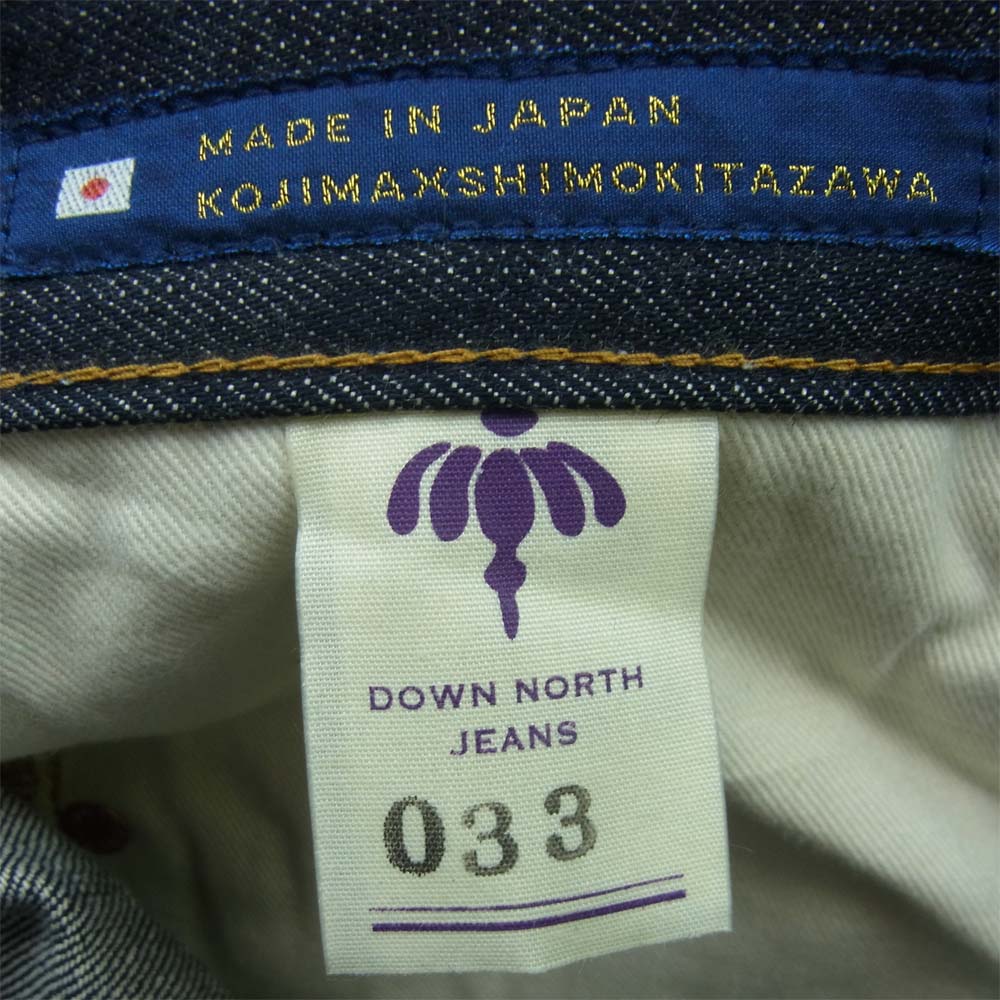 MADE IN JAPAN
KOJIMAXSHIMOKITAZAWA
DOWN NORTH
JEANS
033